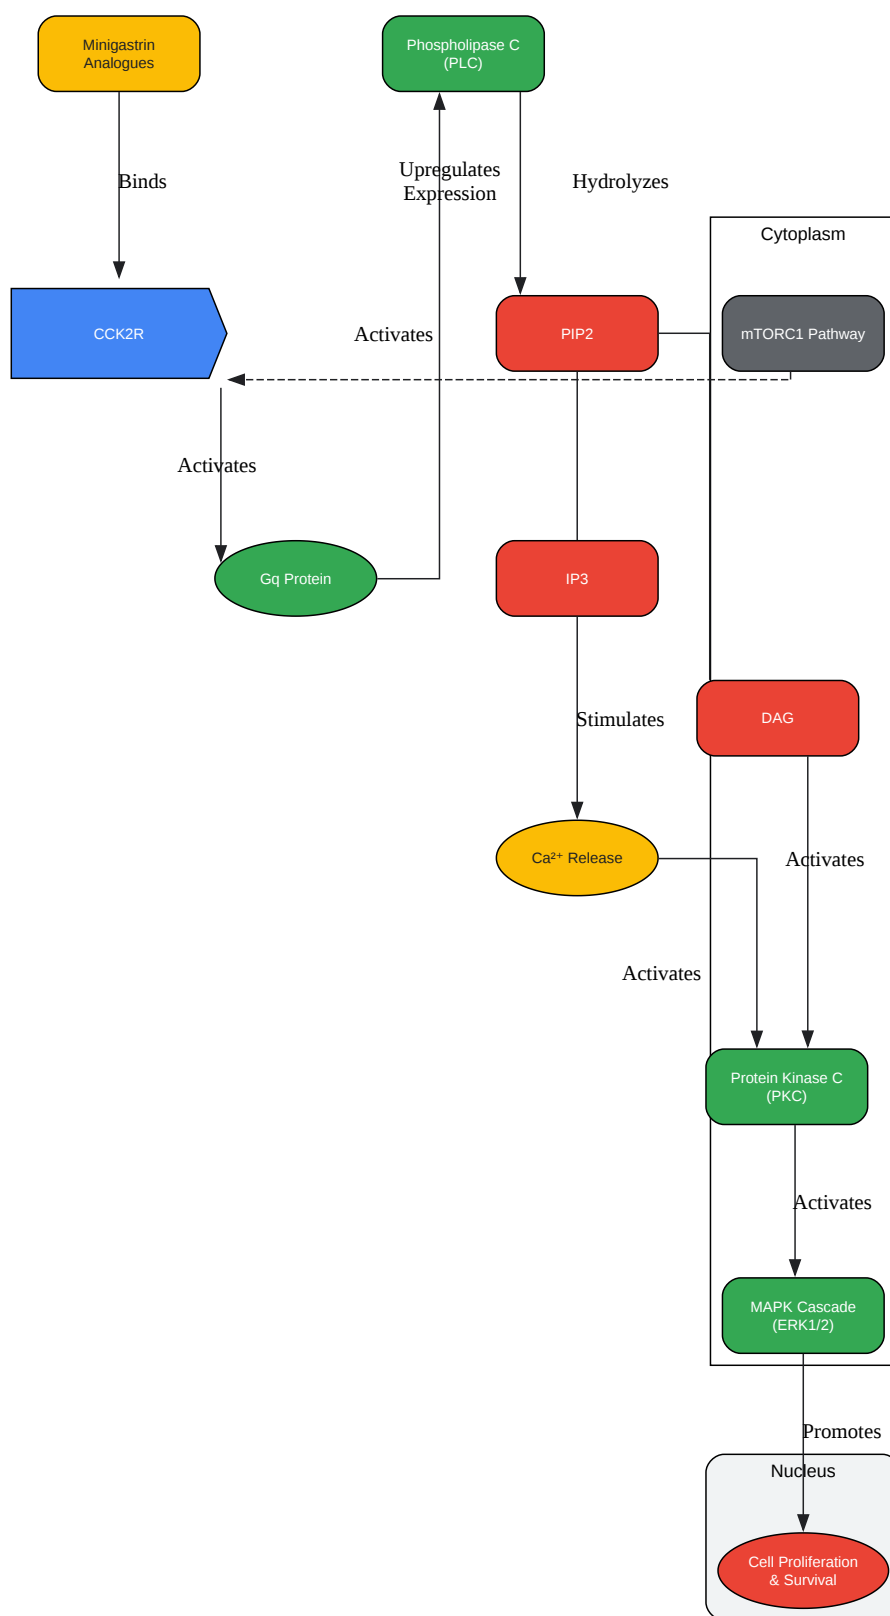 Minigastrin
Analogues
Phospholipase C
(PLC)
Binds
Upregulates
Expression
Hydrolyzes
Cytoplasm
CCK2R
Activates
PIP2
mTORC1 Pathway
Activates
Gq Protein
IP3
Stimulates
DAG
Ca²⁺ Release
Activates
Activates
Protein Kinase C
(PKC)
Activates
MAPK Cascade
(ERK1/2)
Promotes
Nucleus
Cell Proliferation
& Survival